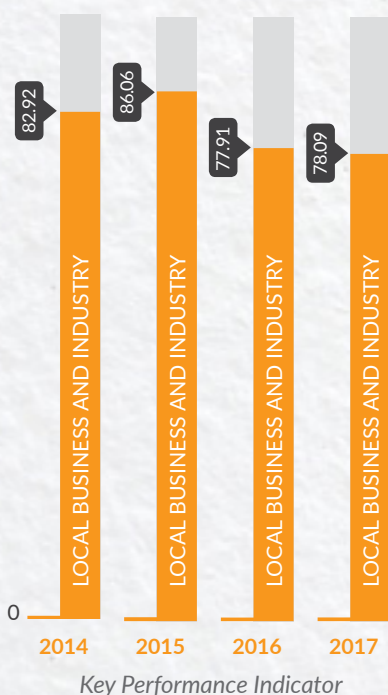 82.92
86.06
77.91
78.09
LOCAL BUSINESS AND INDUSTRY
LOCAL BUSINESS AND INDUSTRY
LOCAL BUSINESS AND INDUSTRY
LOCAL BUSINESS AND INDUSTRY
0
2014 2015 2016 2017
Key Performance Indicator